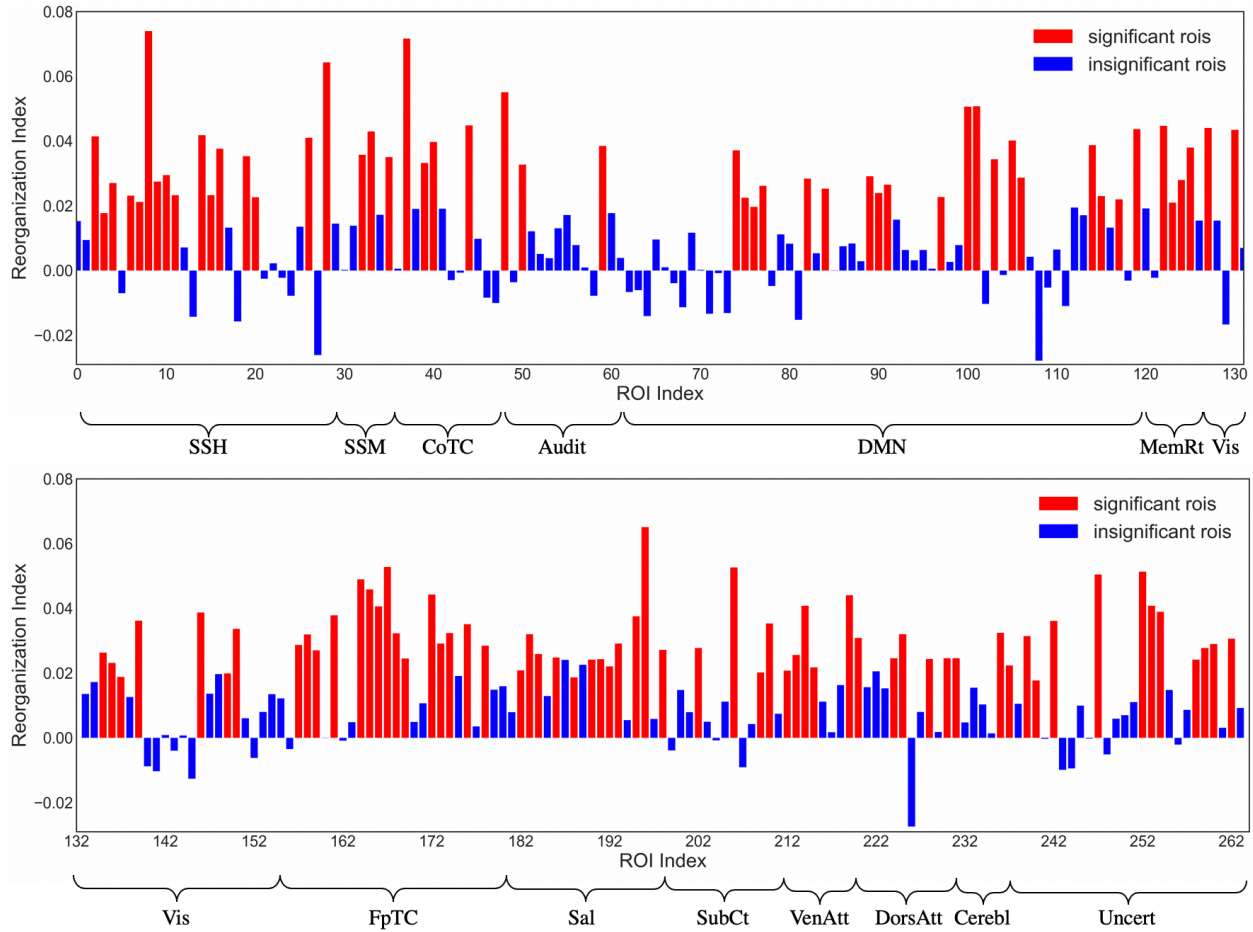 0.08
0.06
0.04
0.02
0.00
−0.02
Reorganization Index
significant rois
insignificant rois
0 10 20 30 40 50 60 70 80 90 100 110 120 130
ROI Index
SSH SSM CoTC Audit DMN MemRt Vis
0.08
0.06
0.04
0.02
0.00
−0.02
Reorganization Index
significant rois
insignificant rois
132 142 152 162 172 182 192 202 212 222 232 242 252 262
ROI Index
Vis FpTC Sal SubCt VenAtt DorsAtt Cerebl Uncert